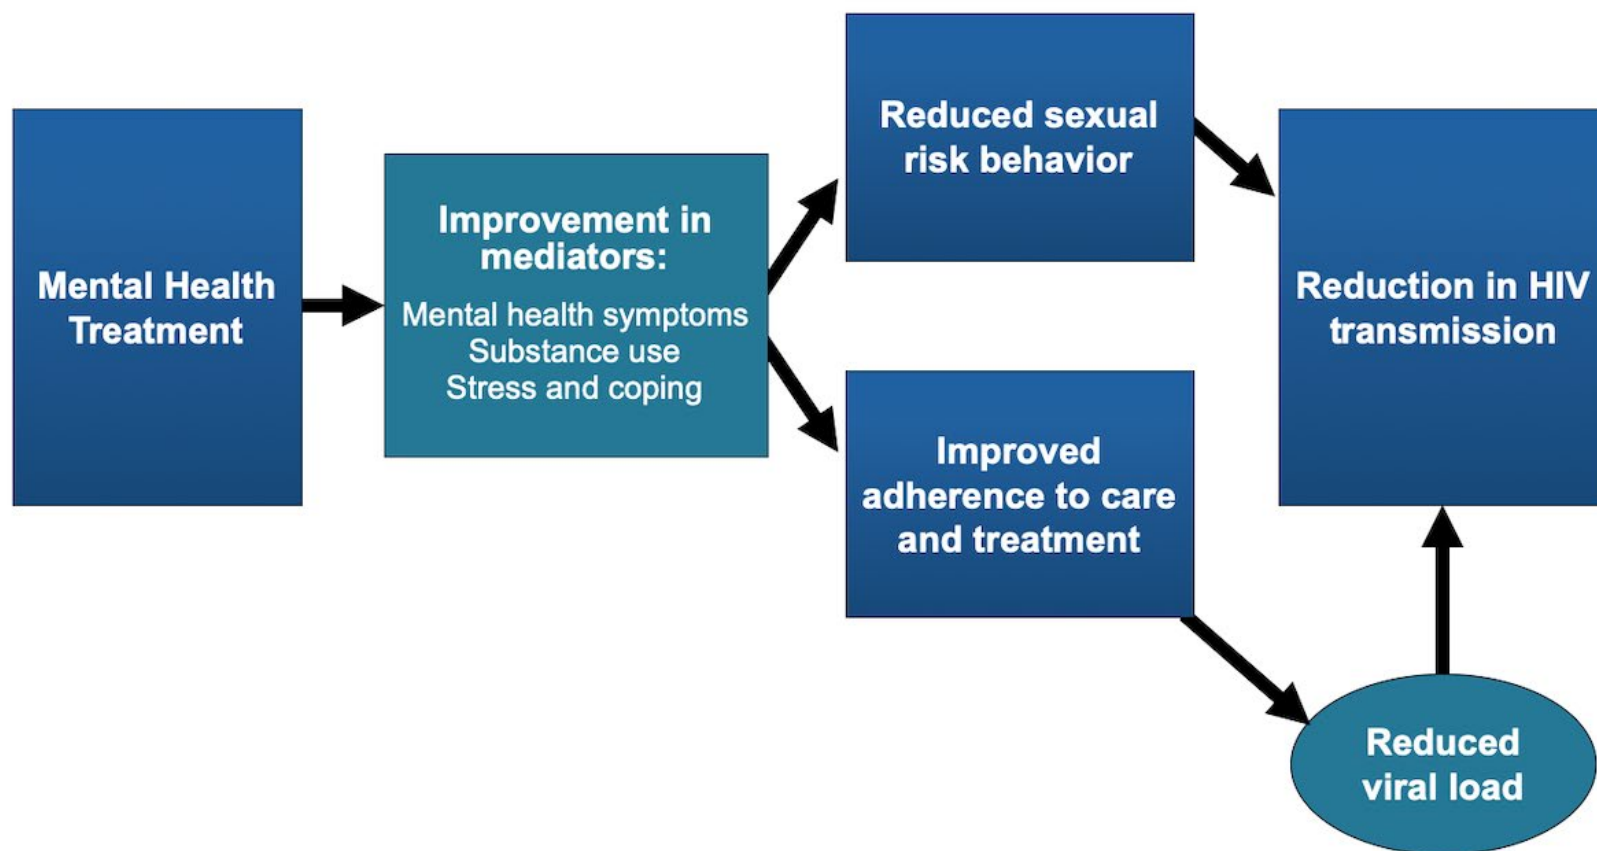 Mental Health
Treatment
Improvement in
mediators:
Mental health symptoms
Substance use
Stress and coping
Reduced sexual
risk behavior
Improved
adherence to care
and treatment
Reduction in HIV
transmission
Reduced
viral load